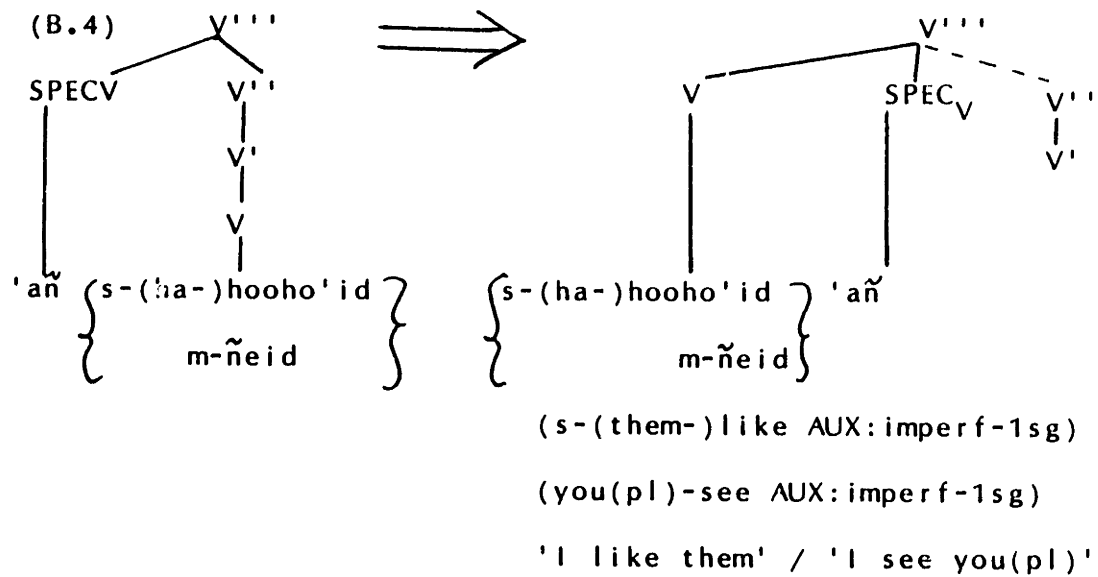 (B.4) V''' V'''
SPECV V'' V SPEC_V V''
V' V'
V
'añ {s-(ha-)hooho'id} {s-(ha-)hooho'id} 'añ
m-ñeid m-ñeid
(s-(them-)like AUX:imperf-1sg)
(you(pl)-see AUX:imperf-1sg)
'I like them' / 'I see you(pl)'